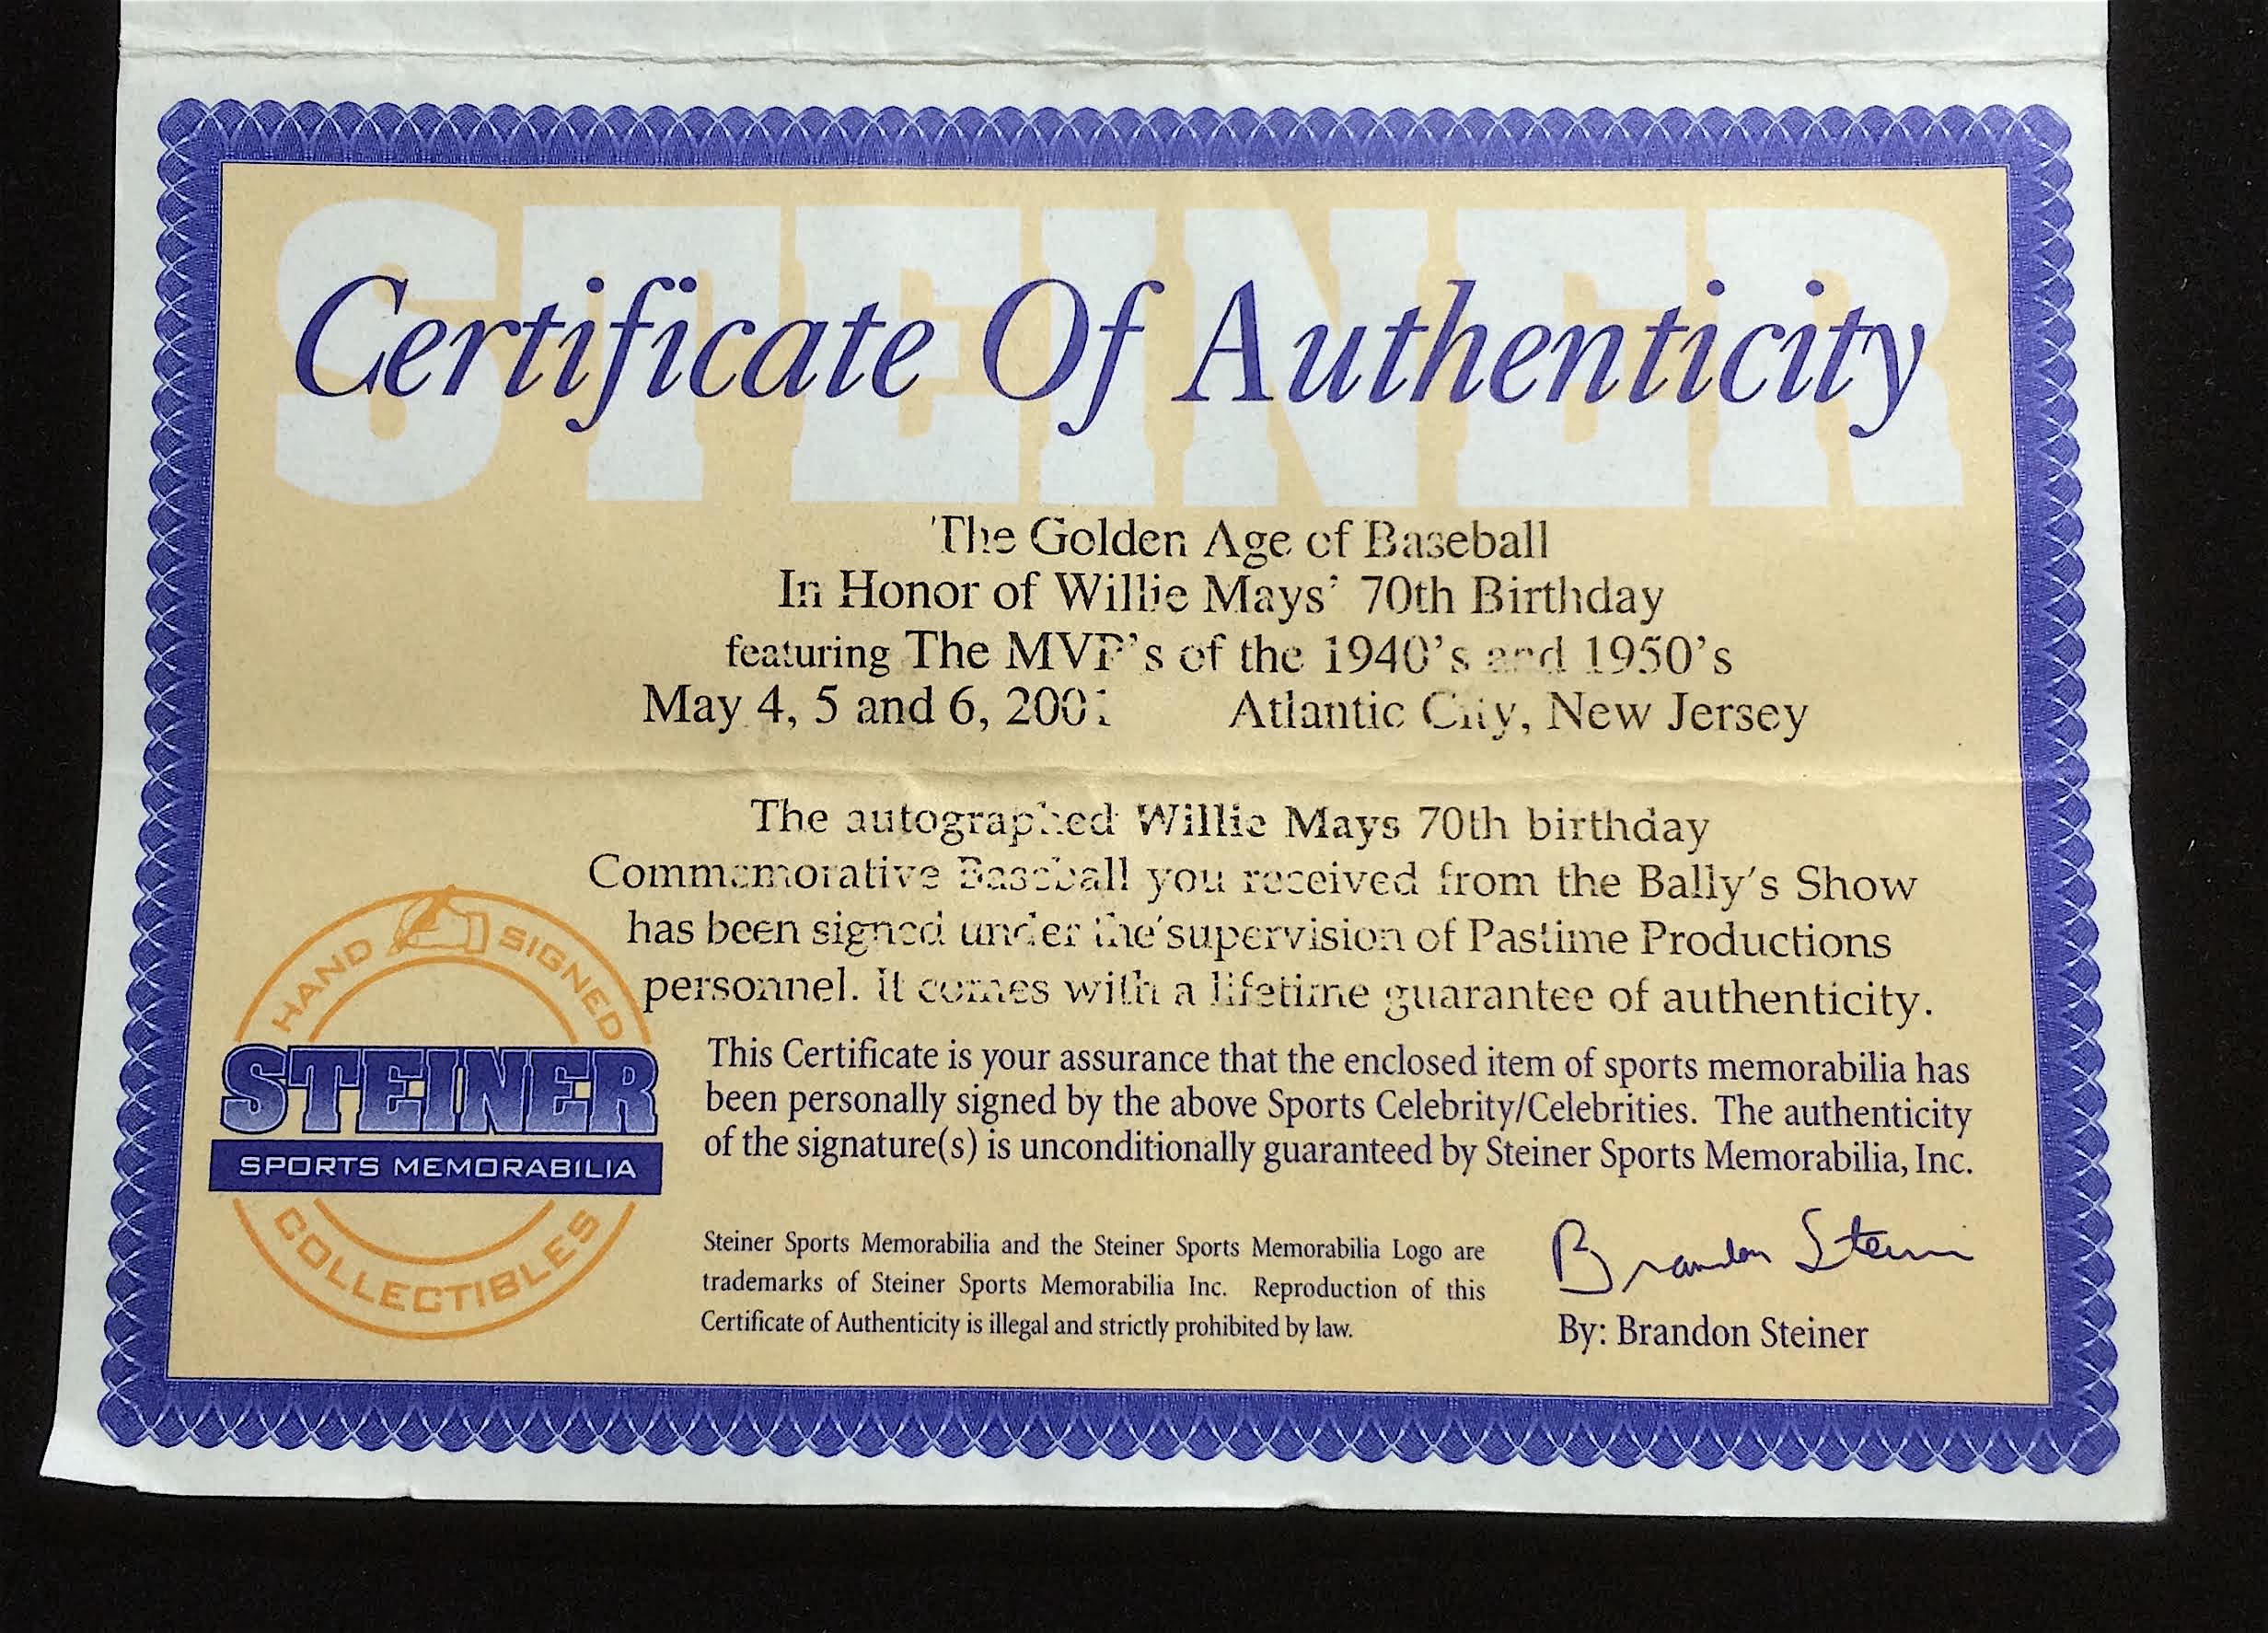 STEINER
Certificate Of Authenticity
The Golden Age of Baseball
In Honor of Willie Mays' 70th Birthday
featuring The MVP's of the 1940's and 1950's
May 4, 5 and 6, 2001 Atlantic City, New Jersey
The autographed Willie Mays 70th birthday
Commemorative Baseball you received from the Bally's Show
has been signed under the supervision of Pastime Productions
personnel. It comes with a lifetime guarantee of authenticity.
HAND SIGNED
STEINER
SPORTS MEMORABILIA
COLLECTIBLES
This Certificate is your assurance that the enclosed item of sports memorabilia has
been personally signed by the above Sports Celebrity/Celebrities. The authenticity
of the signature(s) is unconditionally guaranteed by Steiner Sports Memorabilia, Inc.
Steiner Sports Memorabilia and the Steiner Sports Memorabilia Logo are
trademarks of Steiner Sports Memorabilia Inc. Reproduction of this
Certificate of Authenticity is illegal and strictly prohibited by law.
Brandon Steiner
By: Brandon Steiner